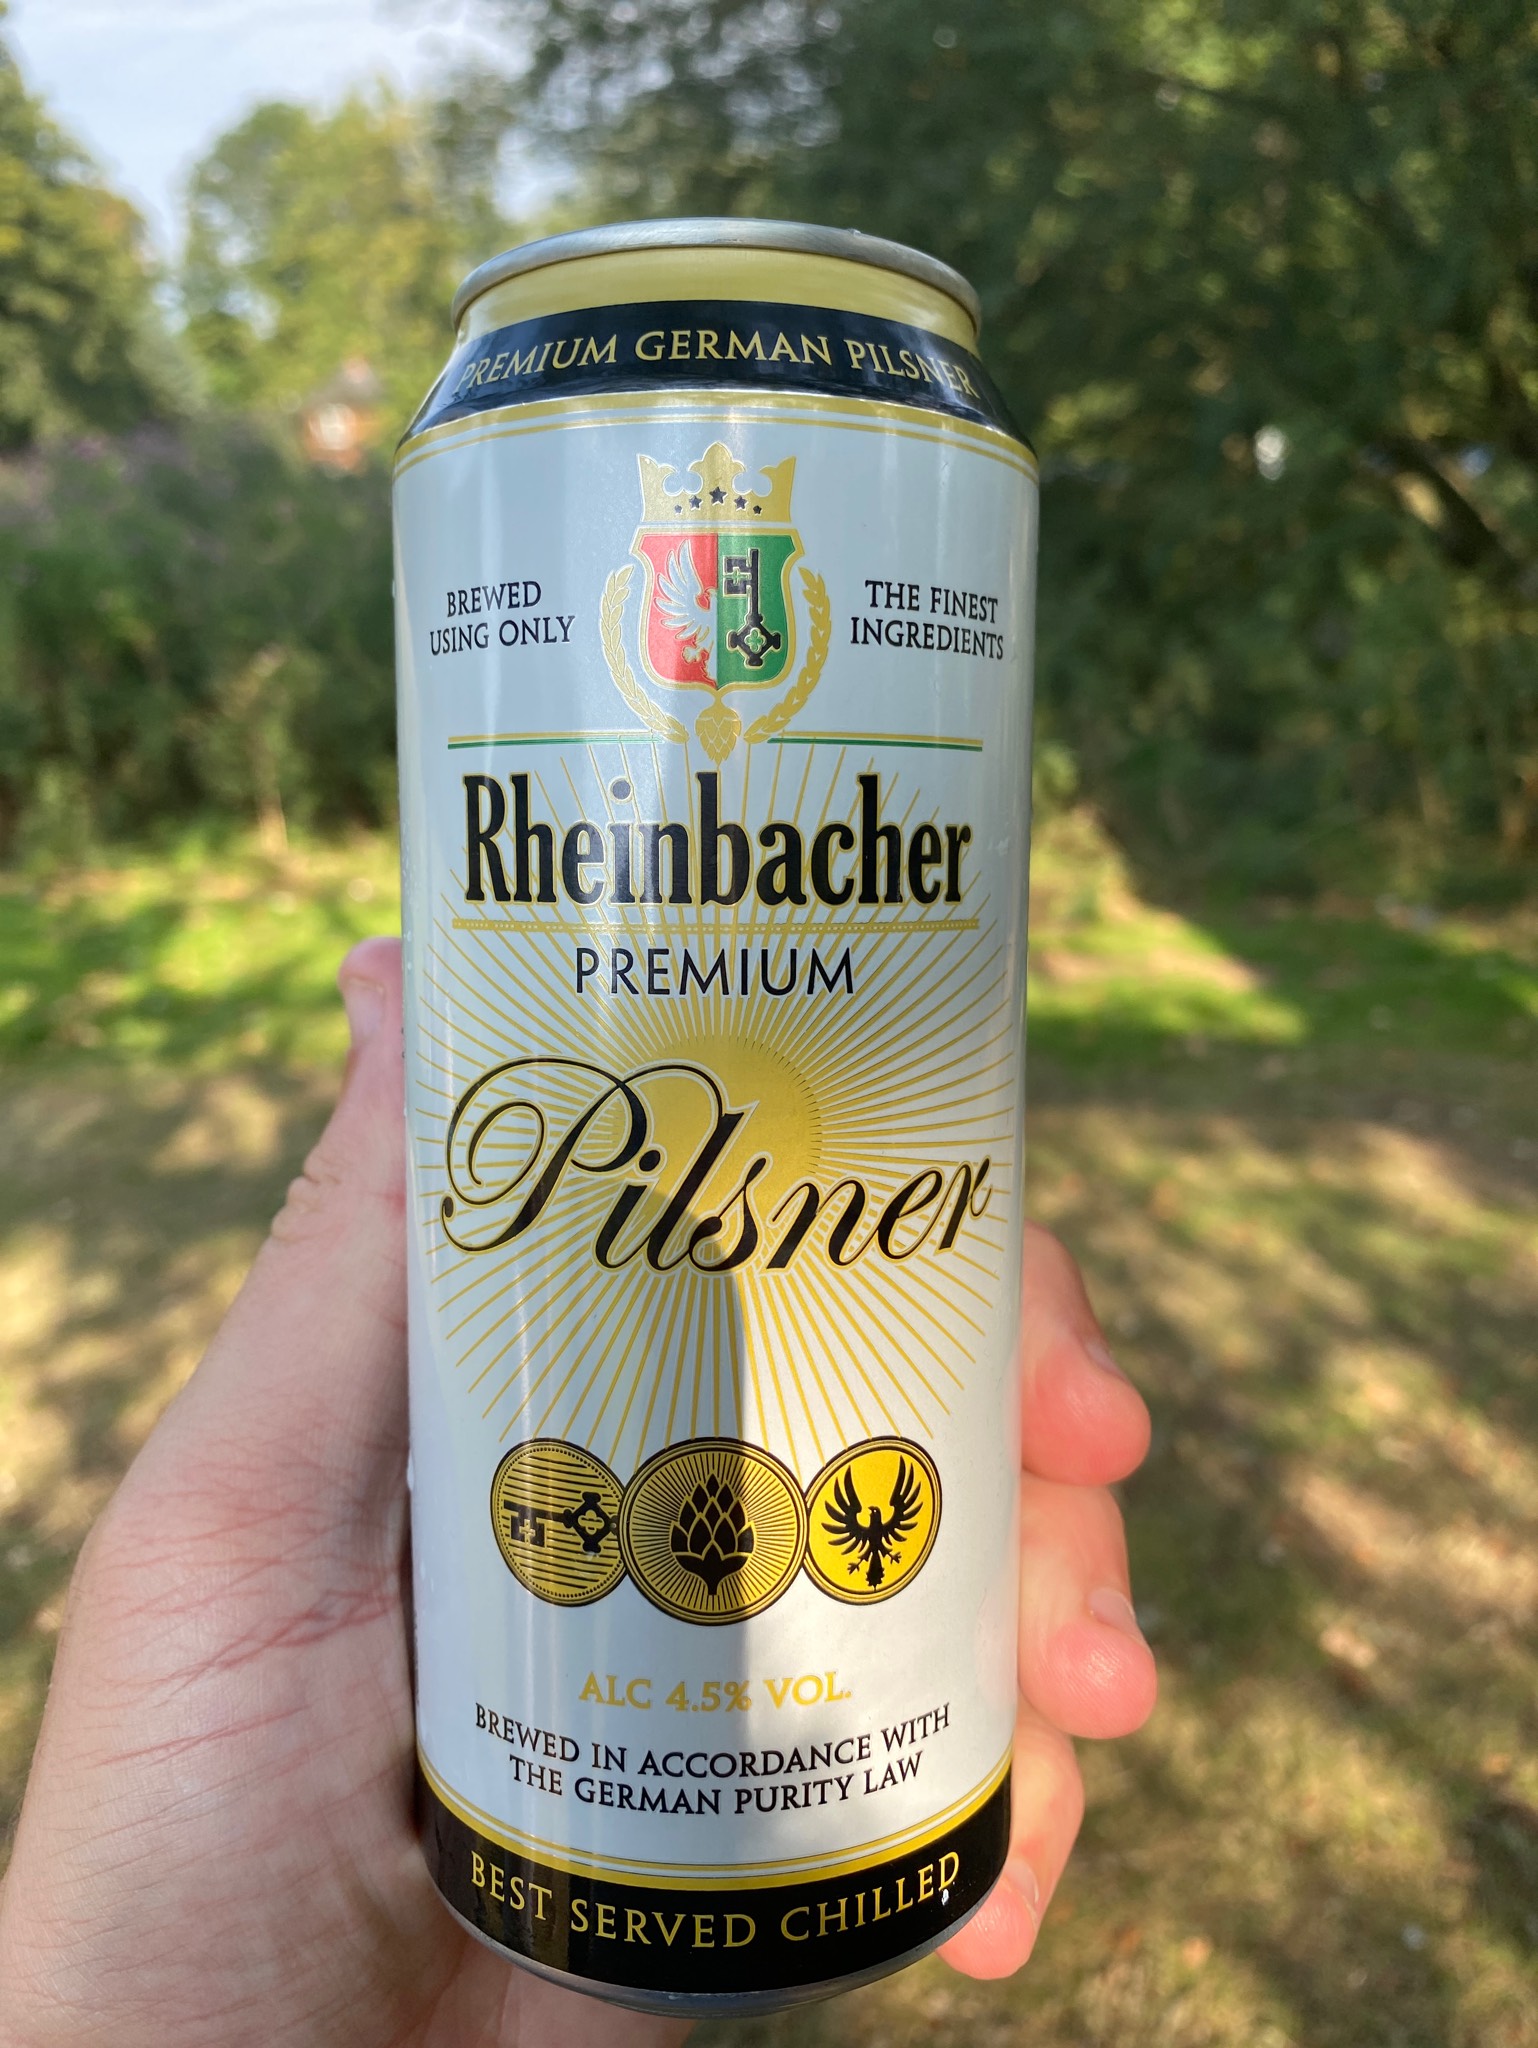 PREMIUM GERMAN PILSNER
BREWED
USING ONLY
THE FINEST
INGREDIENTS
Rheinbacher
PREMIUM
Pilsner
ALC 4.5% VOL.
BREWED IN ACCORDANCE WITH
THE GERMAN PURITY LAW
BEST SERVED CHILLED